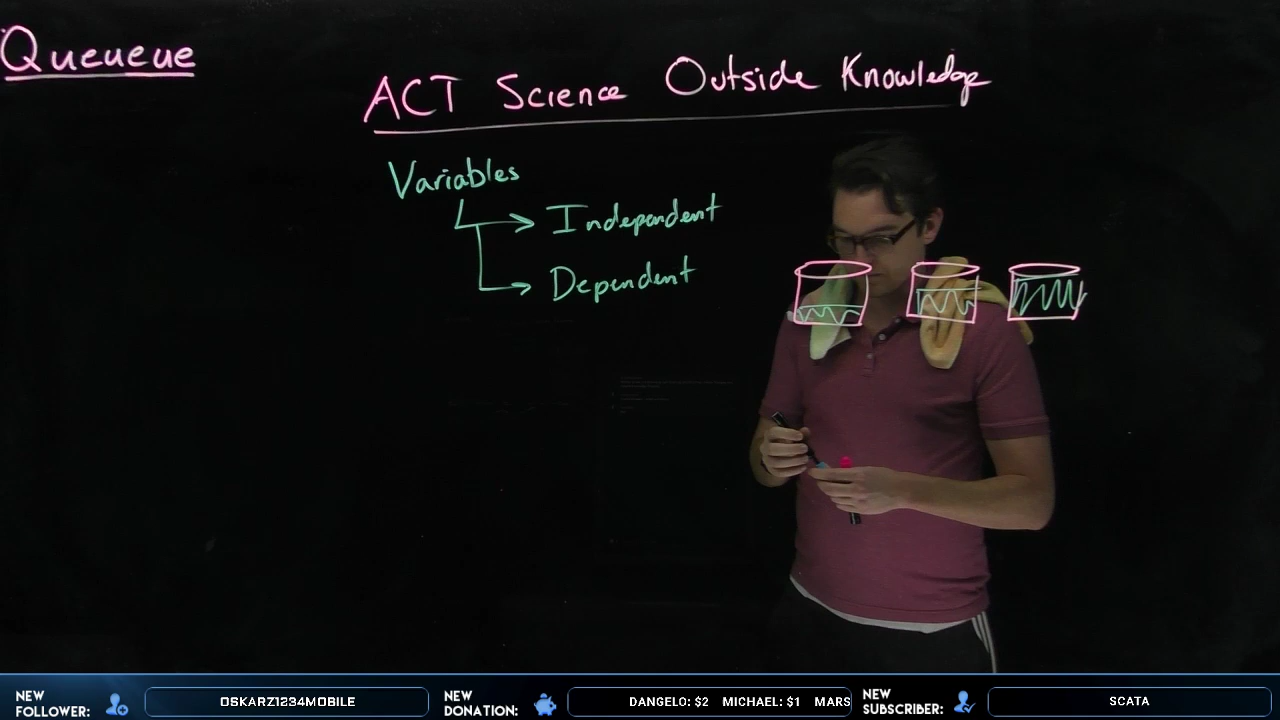 Queueue
ACT Science Outside Knowledge
Variables
Independent
Dependent
NEW FOLLOWER:
OSKARZ1234MOBILE
NEW DONATION:
DANGELO: $2 MICHAEL: $1 MARS
NEW SUBSCRIBER:
SCATA